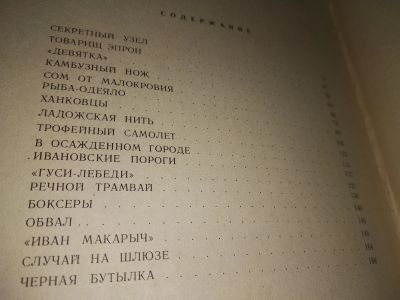 СОДЕРЖАНИЕ
СЕКРЕТНЫЙ УЗЕЛ
ТОВАРИЩ ЭПРОН
«ДЕВЯТКА»
КАМБУЗНЫЙ НОЖ
СОМ ОТ МАЛОКРОВИЯ
РЫБА-ОДЕЯЛО
ХАНКОВЦЫ
ЛАДОЖСКАЯ НИТЬ
ТРОФЕЙНЫЙ САМОЛЕТ
В ОСАЖДЕННОМ ГОРОДЕ
ИВАНОВСКИЕ ПОРОГИ
«ГУСИ-ЛЕБЕДИ»
РЕЧНОЙ ТРАМВАЙ
БОКСЕРЫ
ОБВАЛ
«ИВАН МАКАРЫЧ»
СЛУЧАЙ НА ШЛЮЗЕ
ЧЕРНАЯ БУТЫЛКА